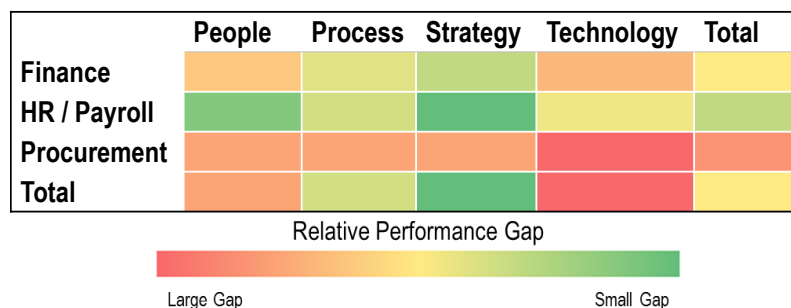 People Process Strategy Technology Total
Finance
HR / Payroll
Procurement
Total
Relative Performance Gap
Large Gap Small Gap